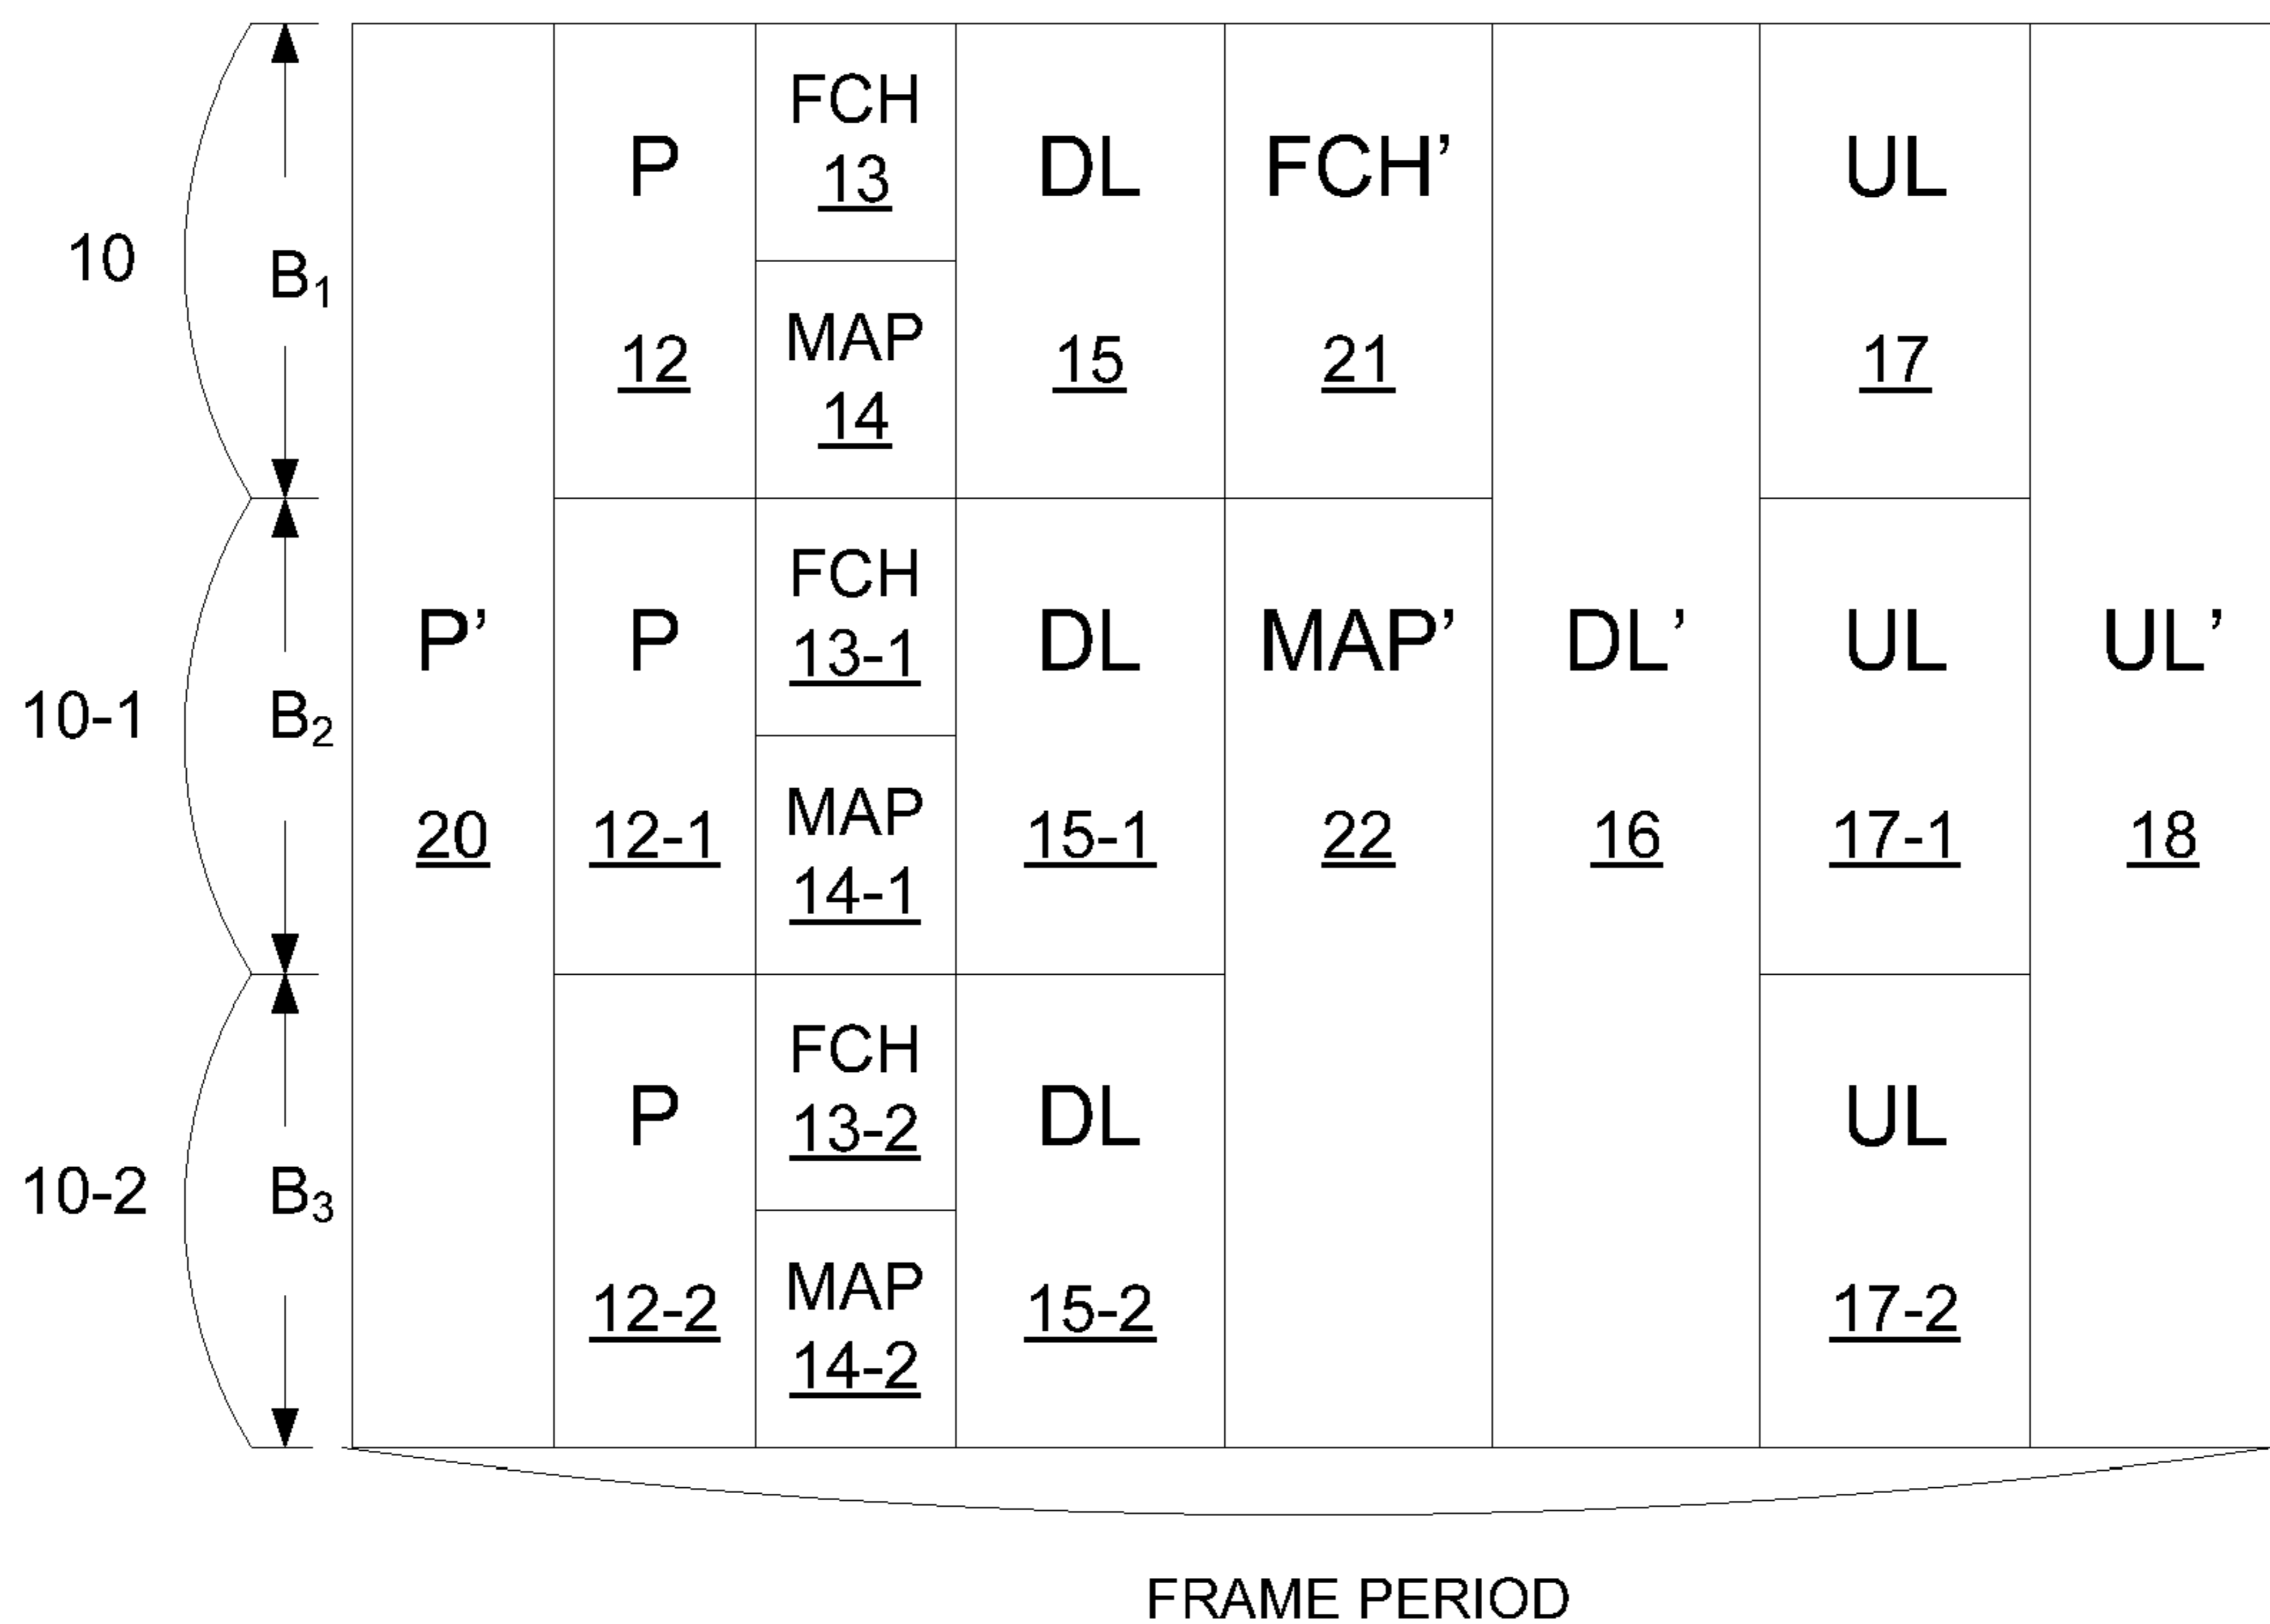 FCH
13
P
DL
FCH’
UL
10
B1
MAP
14
12
15
21
17
FCH
13-1
P’
P
DL
MAP’
DL’
UL
UL’
10-1
B2
MAP
14-1
20
12-1
15-1
22
16
17-1
18
FCH
13-2
P
DL
UL
10-2
B3
MAP
14-2
12-2
15-2
17-2
FRAME PERIOD